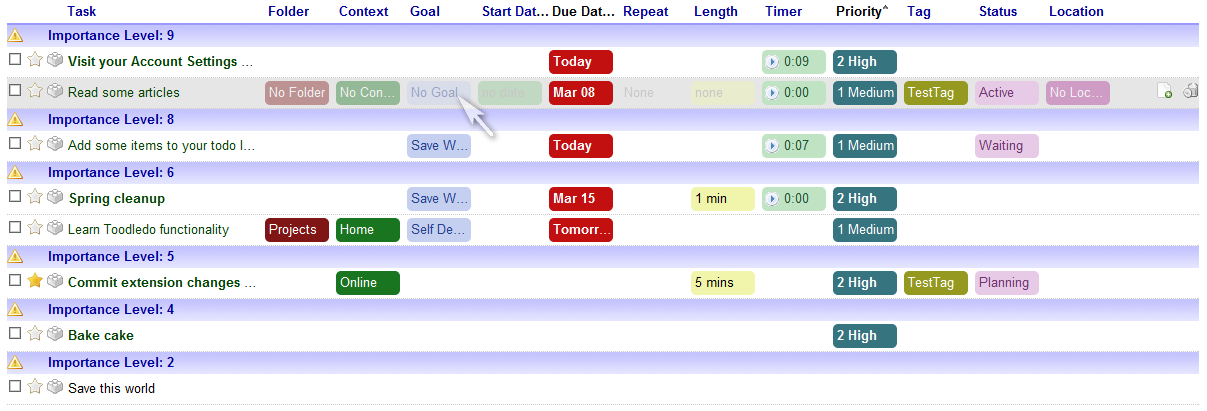 Task Folder Context Goal Start Dat... Due Dat... Repeat Length Timer Priority Tag Status Location
Importance Level: 9
Visit your Account Settings ... Today 0:09 2 High
Read some articles No Folder No Con... No Goal no date Mar 08 None none 0:00 1 Medium TestTag Active No Loc...
Importance Level: 8
Add some items to your todo l... Save W... Today 0:07 1 Medium Waiting
Importance Level: 6
Spring cleanup Save W... Mar 15 1 min 0:00 2 High
Learn Toodledo functionality Projects Home Self De... Tomorr... 1 Medium
Importance Level: 5
Commit extension changes ... Online 5 mins 2 High TestTag Planning
Importance Level: 4
Bake cake 2 High
Importance Level: 2
Save this world